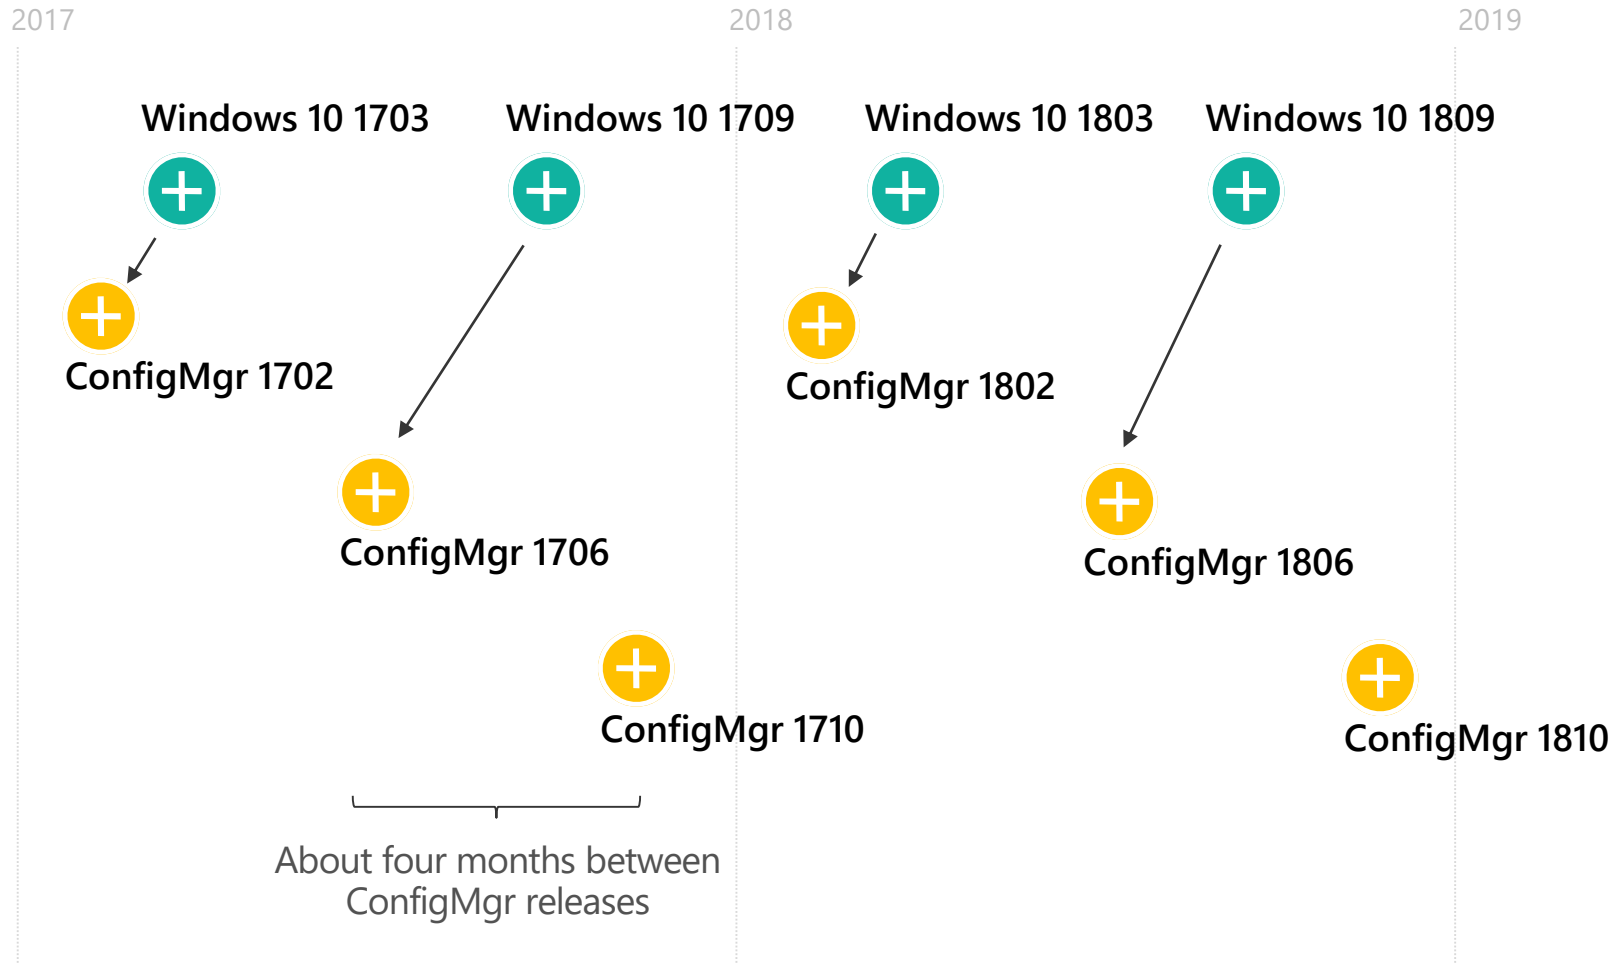 2017
2018
2019
Windows 10 1703
Windows 10 1709
Windows 10 1803
Windows 10 1809
ConfigMgr 1702
ConfigMgr 1802
ConfigMgr 1706
ConfigMgr 1806
ConfigMgr 1710
ConfigMgr 1810
About four months between
ConfigMgr releases